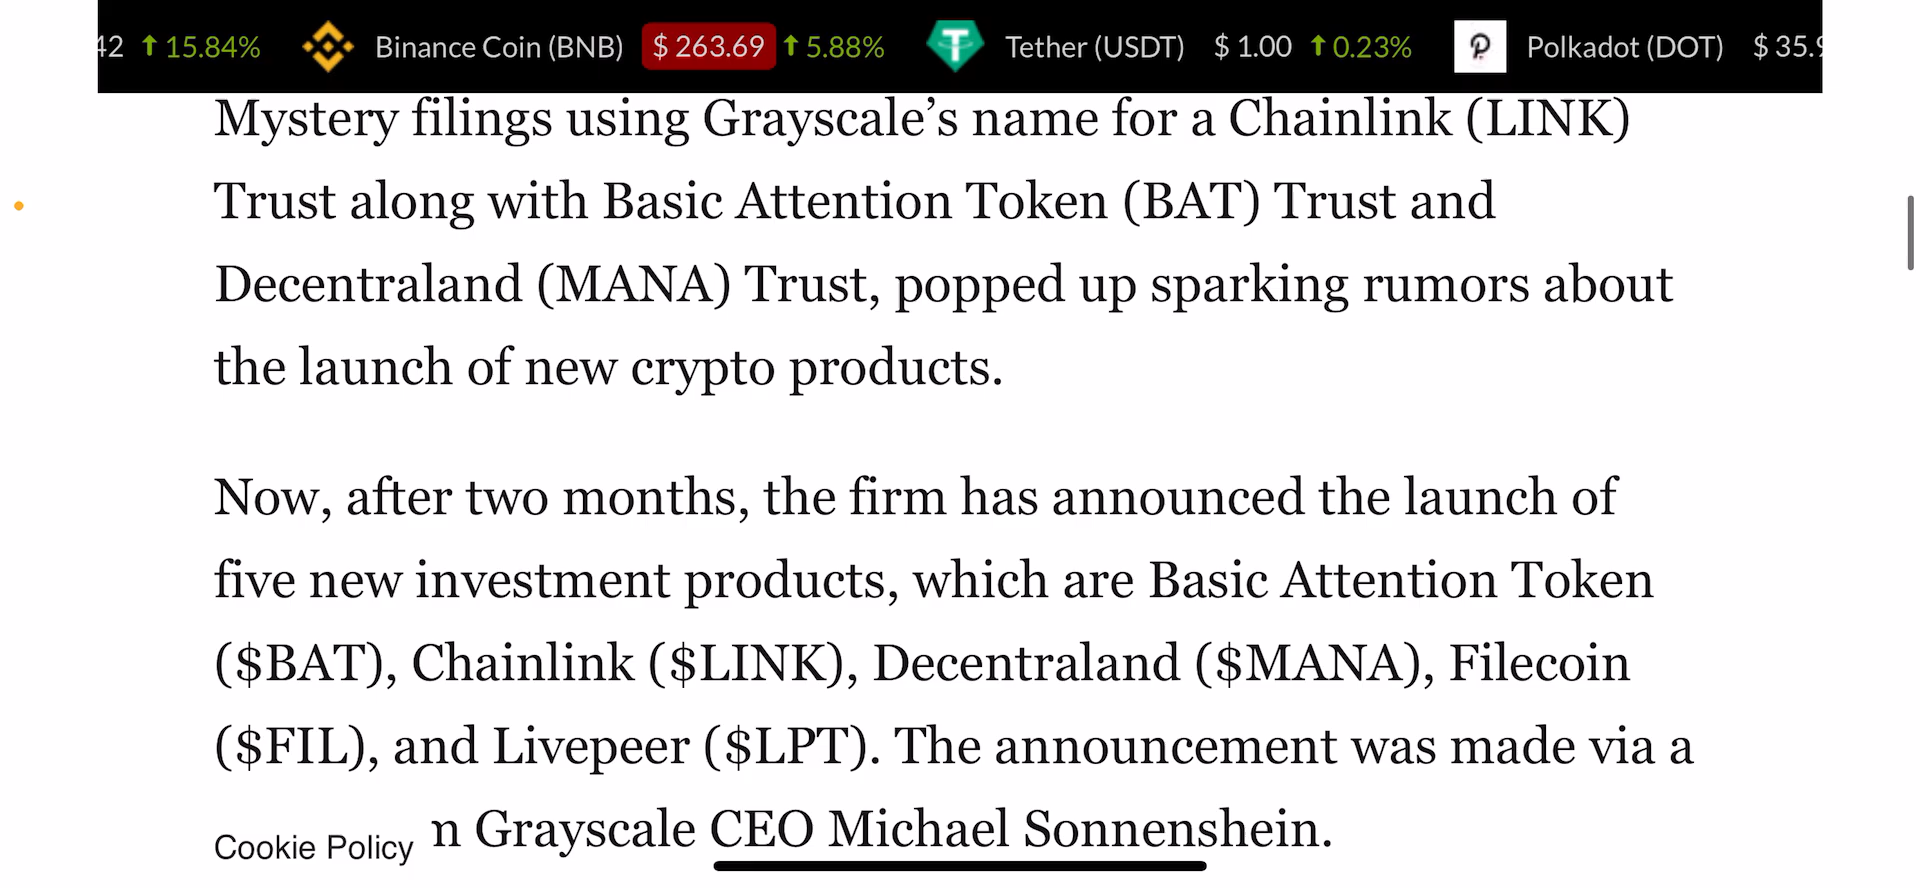 42 ↑ 15.84% Binance Coin (BNB) $ 263.69 ↑ 5.88% Tether (USDT) $ 1.00 ↑ 0.23% Polkadot (DOT) $ 35.9
Mystery filings using Grayscale’s name for a Chainlink (LINK)
Trust along with Basic Attention Token (BAT) Trust and
Decentraland (MANA) Trust, popped up sparking rumors about
the launch of new crypto products.
Now, after two months, the firm has announced the launch of
five new investment products, which are Basic Attention Token
($BAT), Chainlink ($LINK), Decentraland ($MANA), Filecoin
($FIL), and Livepeer ($LPT). The announcement was made via a
Cookie Policy n Grayscale CEO Michael Sonnenshein.